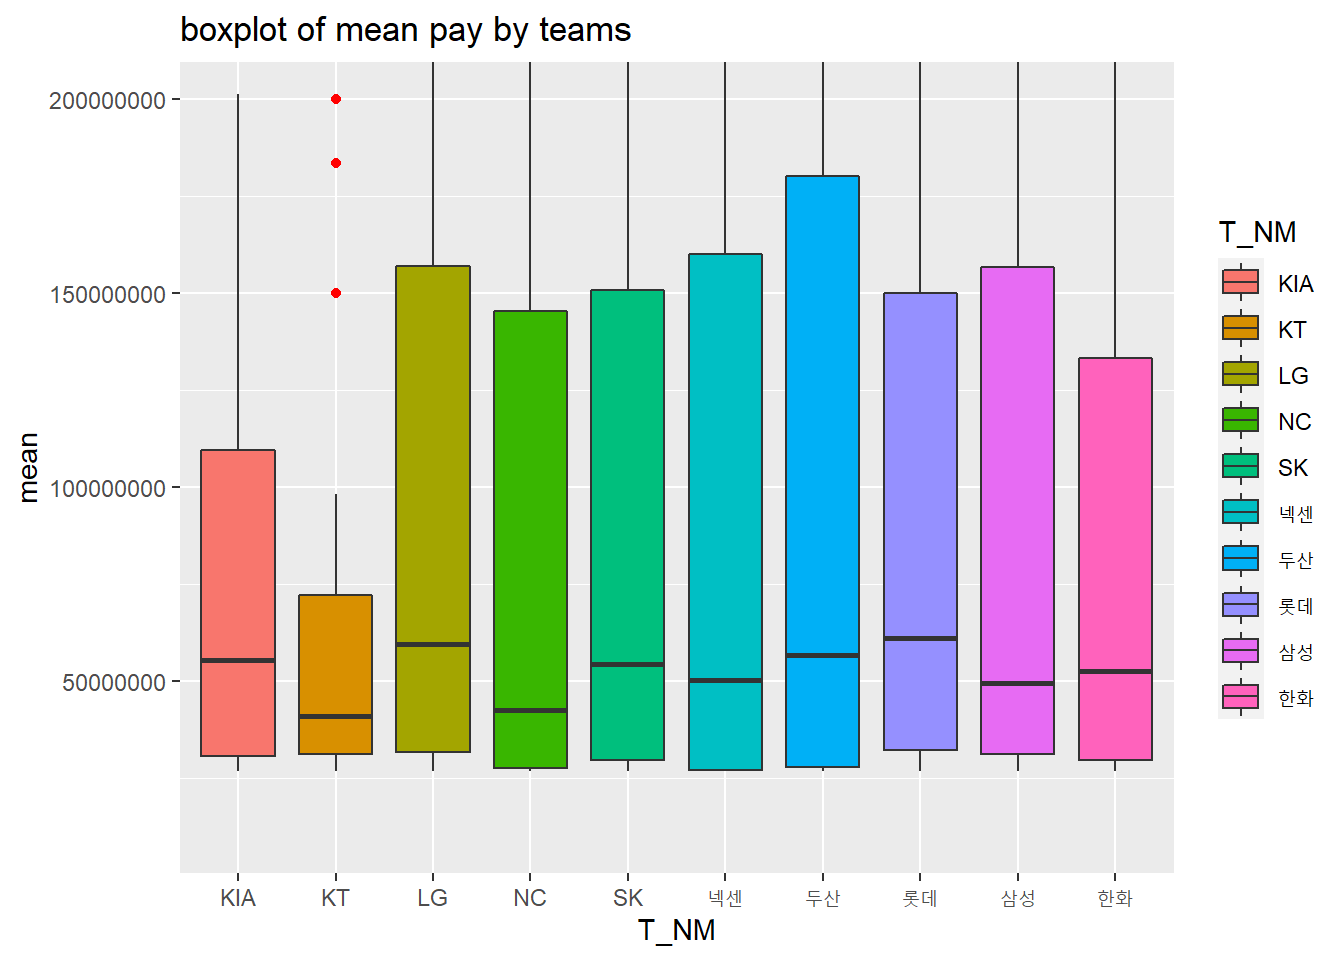 boxplot of mean pay by teams
200000000
150000000
100000000
50000000
mean
KIA KT LG NC SK 넥센 두산 롯데 삼성 한화
T_NM
T_NM
KIA
KT
LG
NC
SK
넥센
두산
롯데
삼성
한화